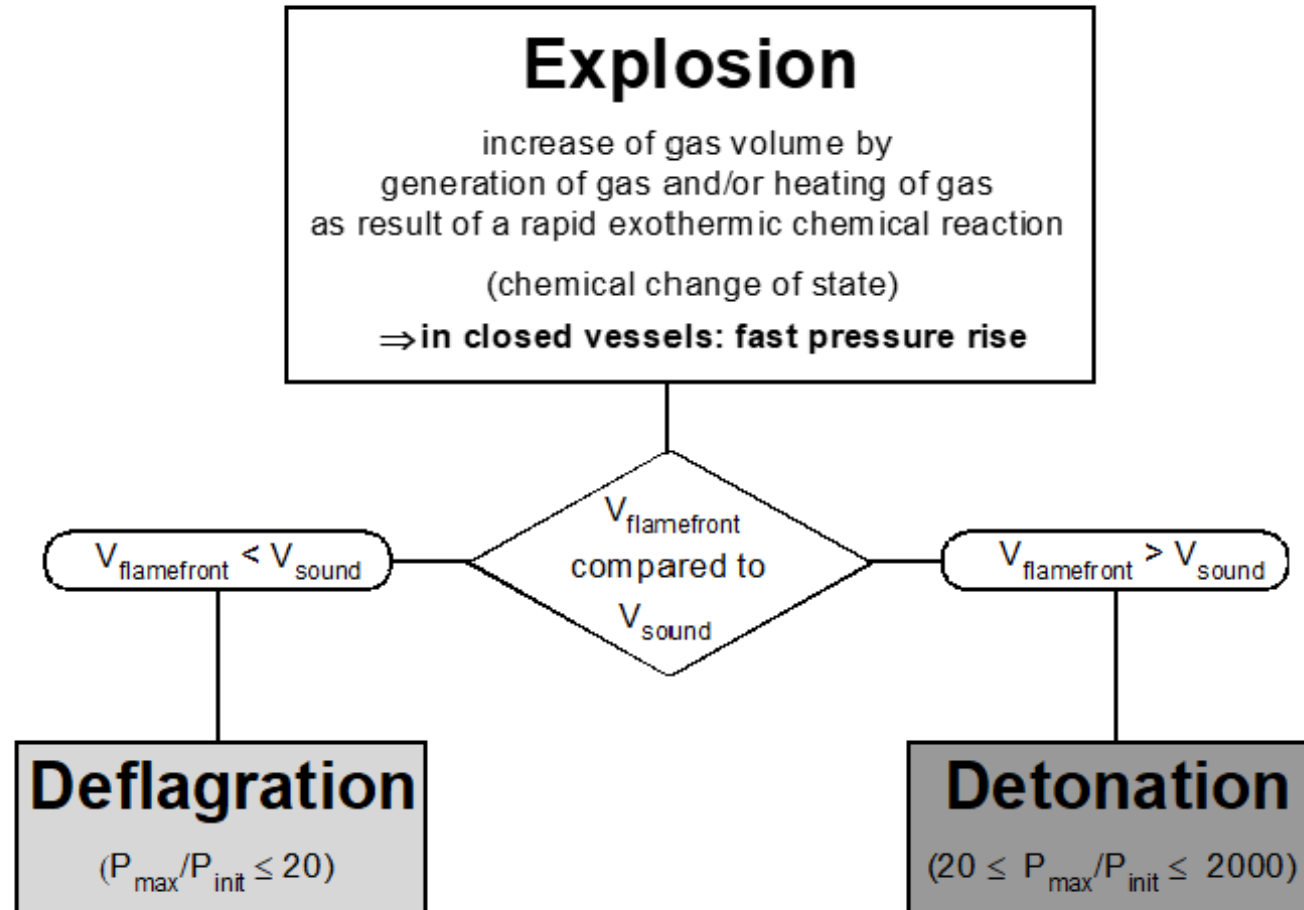 Explosion
increase of gas volume by
generation of gas and/or heating of gas
as result of a rapid exothermic chemical reaction
(chemical change of state)
⇒ in closed vessels: fast pressure rise
V_flamefront
compared to
V_sound
V_flamefront < V_sound
V_flamefront > V_sound
Deflagration
(P_max/P_init ≤ 20)
Detonation
(20 ≤ P_max/P_init ≤ 2000)